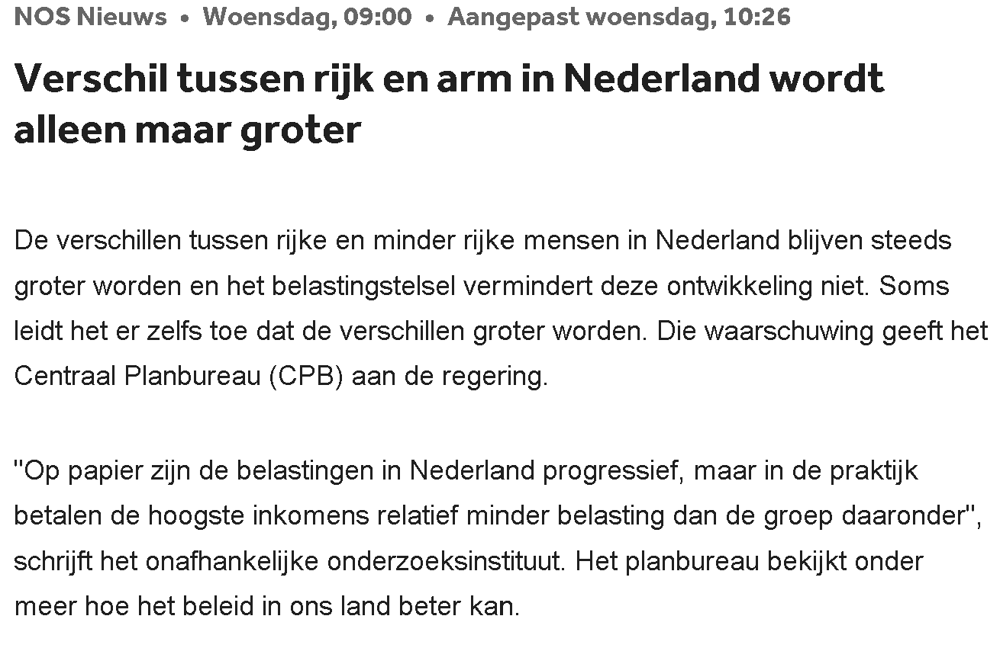 NOS Nieuws • Woensdag, 09:00 • Aangepast woensdag, 10:26
Verschil tussen rijk en arm in Nederland wordt
alleen maar groter
De verschillen tussen rijke en minder rijke mensen in Nederland blijven steeds
groter worden en het belastingstelsel vermindert deze ontwikkeling niet. Soms
leidt het er zelfs toe dat de verschillen groter worden. Die waarschuwing geeft het
Centraal Planbureau (CPB) aan de regering.
"Op papier zijn de belastingen in Nederland progressief, maar in de praktijk
betalen de hoogste inkomens relatief minder belasting dan de groep daaronder",
schrijft het onafhankelijke onderzoeksinstituut. Het planbureau bekijkt onder
meer hoe het beleid in ons land beter kan.